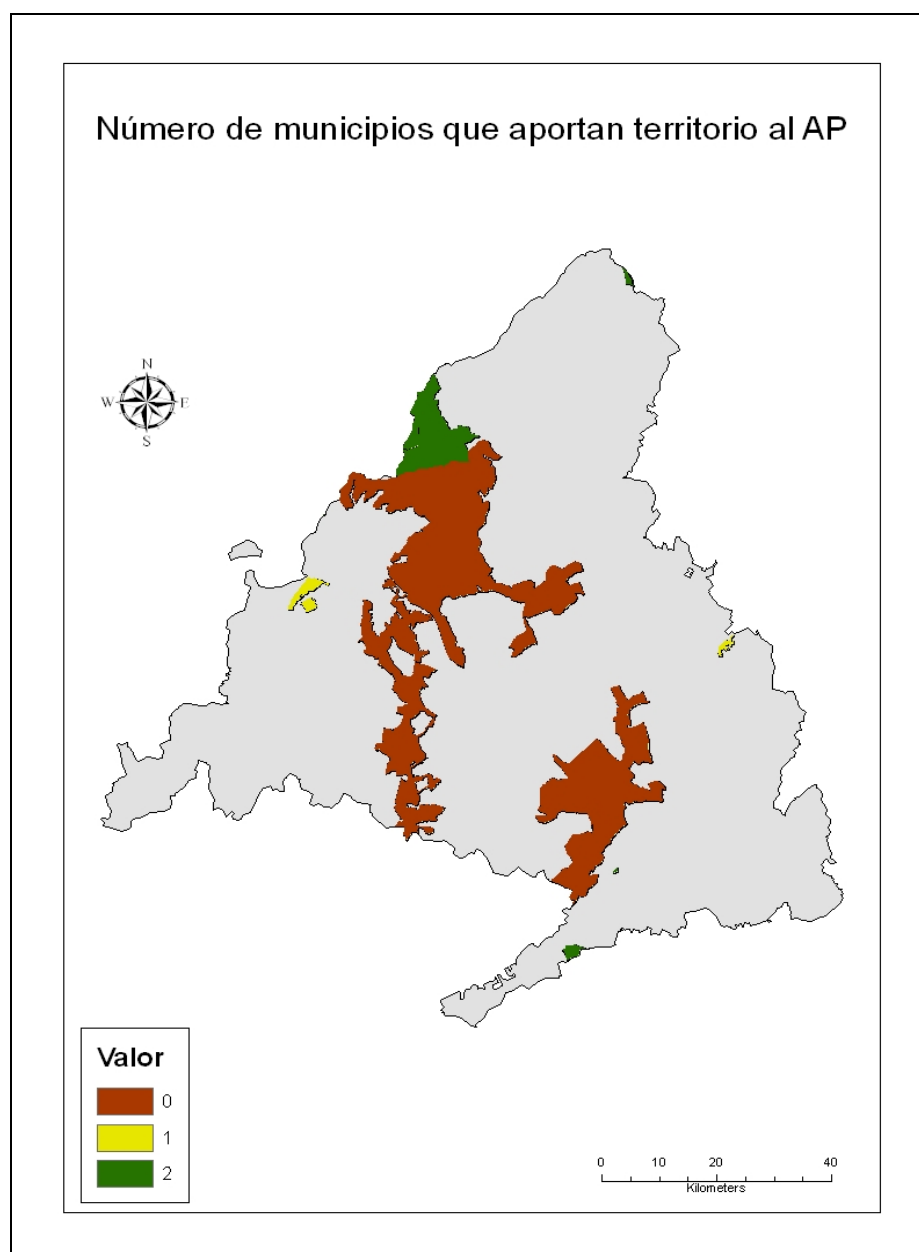 Número de municipios que aportan territorio al AP
N
W E
S
Valor
0
1
2
0 10 20 40
Kilometers